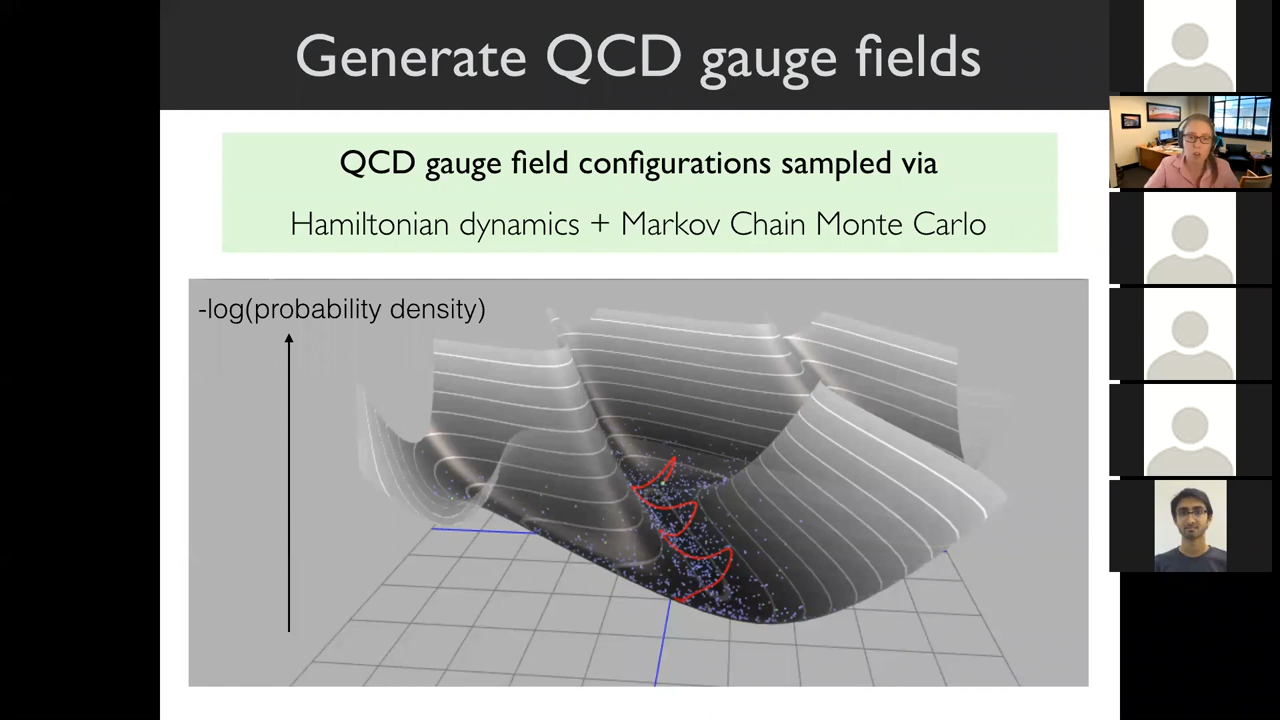 Generate QCD gauge fields
QCD gauge field configurations sampled via
Hamiltonian dynamics + Markov Chain Monte Carlo
-log(probability density)